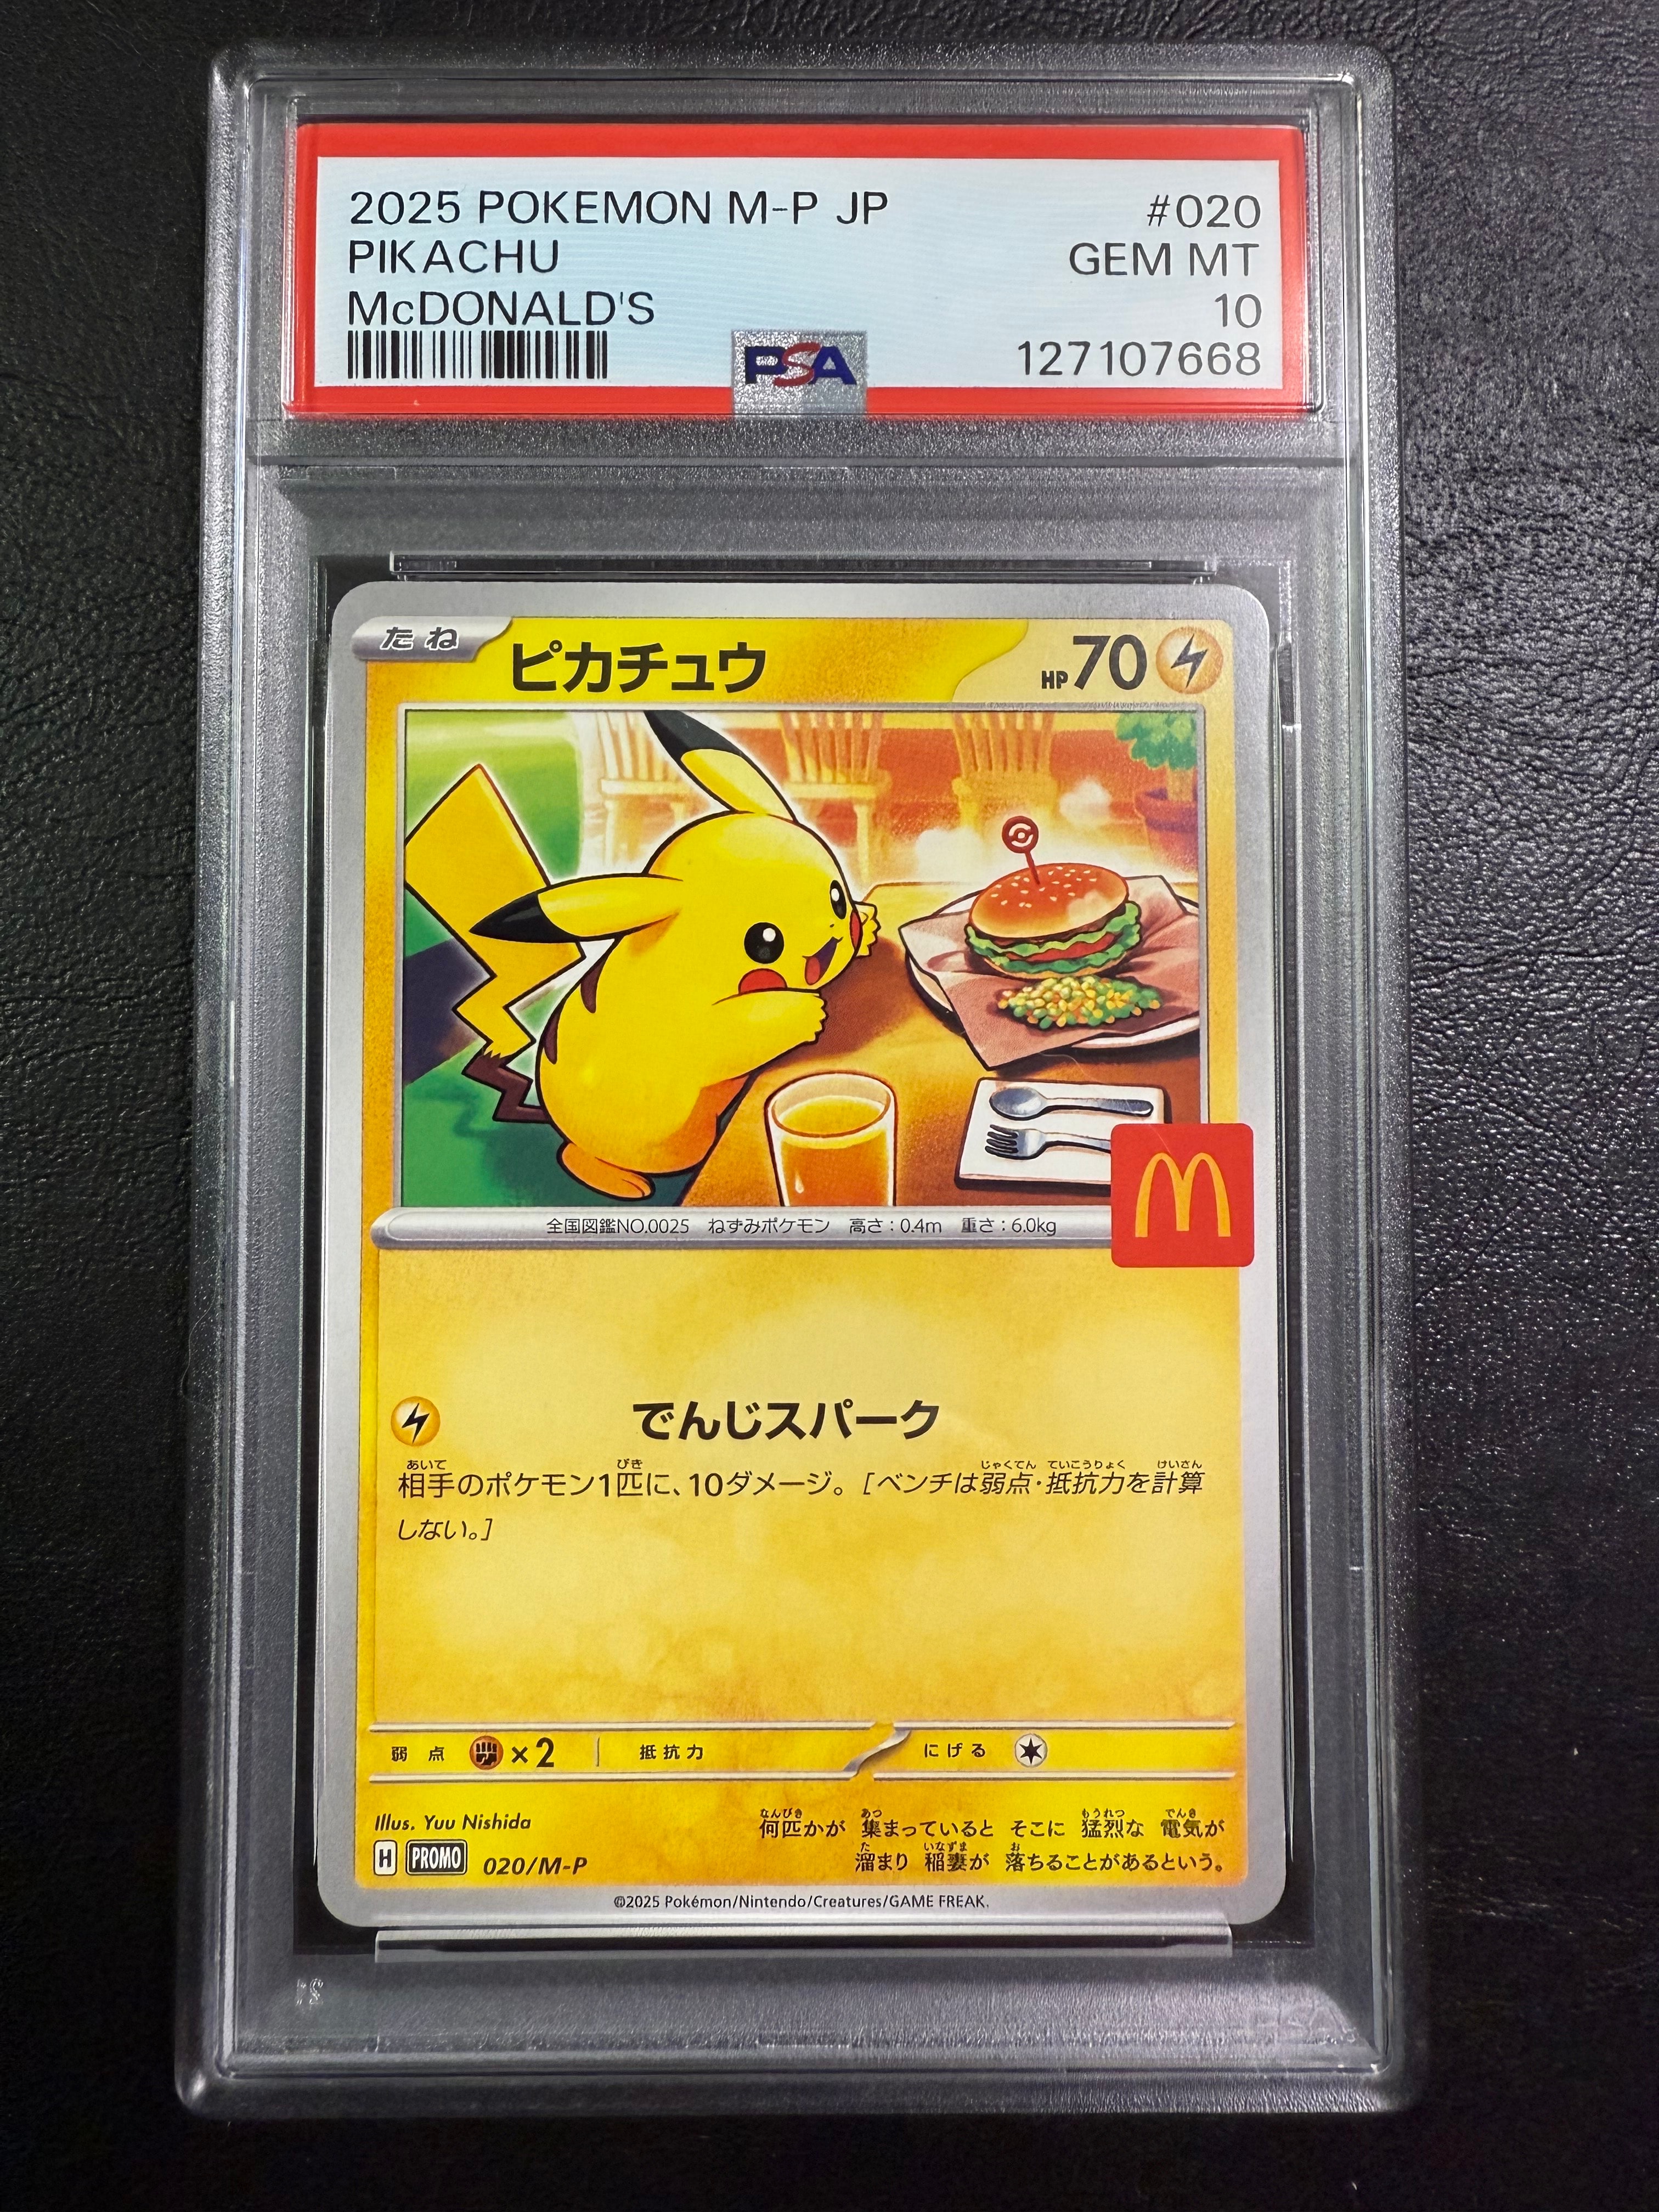 2025 POKEMON M-P JP #020
PIKACHU GEM MT
McDONALD'S 10
PSA 127107668
たね ピカチュウ HP70
M
全国図鑑NO.0025 ねずみポケモン 高さ:0.4m 重さ:6.0kg
でんじスパーク
相手のポケモン1匹に、10ダメージ。[ベンチは弱点・抵抗力を計算
しない。]
弱点 ×2 抵抗力 にげる
Illus. Yuu Nishida
H PROMO 020/M-P
何匹かが 集まっていると そこに 猛烈な 電気が
溜まり 稲妻が 落ちることがあるという。
©2025 Pokémon/Nintendo/Creatures/GAME FREAK.